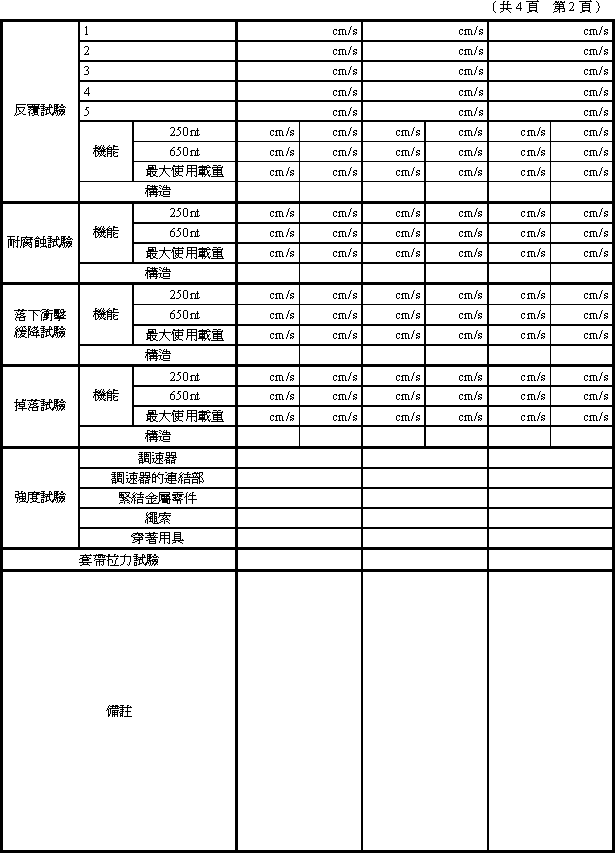 （共4頁　第2頁）
反覆試驗
1 cm/s cm/s cm/s
2 cm/s cm/s cm/s
3 cm/s cm/s cm/s
4 cm/s cm/s cm/s
5 cm/s cm/s cm/s
機能
250nt cm/s cm/s cm/s cm/s cm/s cm/s
650nt cm/s cm/s cm/s cm/s cm/s cm/s
最大使用載重 cm/s cm/s cm/s cm/s cm/s cm/s
構造
耐腐蝕試驗
機能
250nt cm/s cm/s cm/s cm/s cm/s cm/s
650nt cm/s cm/s cm/s cm/s cm/s cm/s
最大使用載重 cm/s cm/s cm/s cm/s cm/s cm/s
構造
落下衝擊
緩降試驗
機能
250nt cm/s cm/s cm/s cm/s cm/s cm/s
650nt cm/s cm/s cm/s cm/s cm/s cm/s
最大使用載重 cm/s cm/s cm/s cm/s cm/s cm/s
構造
掉落試驗
機能
250nt cm/s cm/s cm/s cm/s cm/s cm/s
650nt cm/s cm/s cm/s cm/s cm/s cm/s
最大使用載重 cm/s cm/s cm/s cm/s cm/s cm/s
構造
強度試驗
調速器
調速器的連結部
緊結金屬零件
繩索
穿著用具
套帶拉力試驗
備註